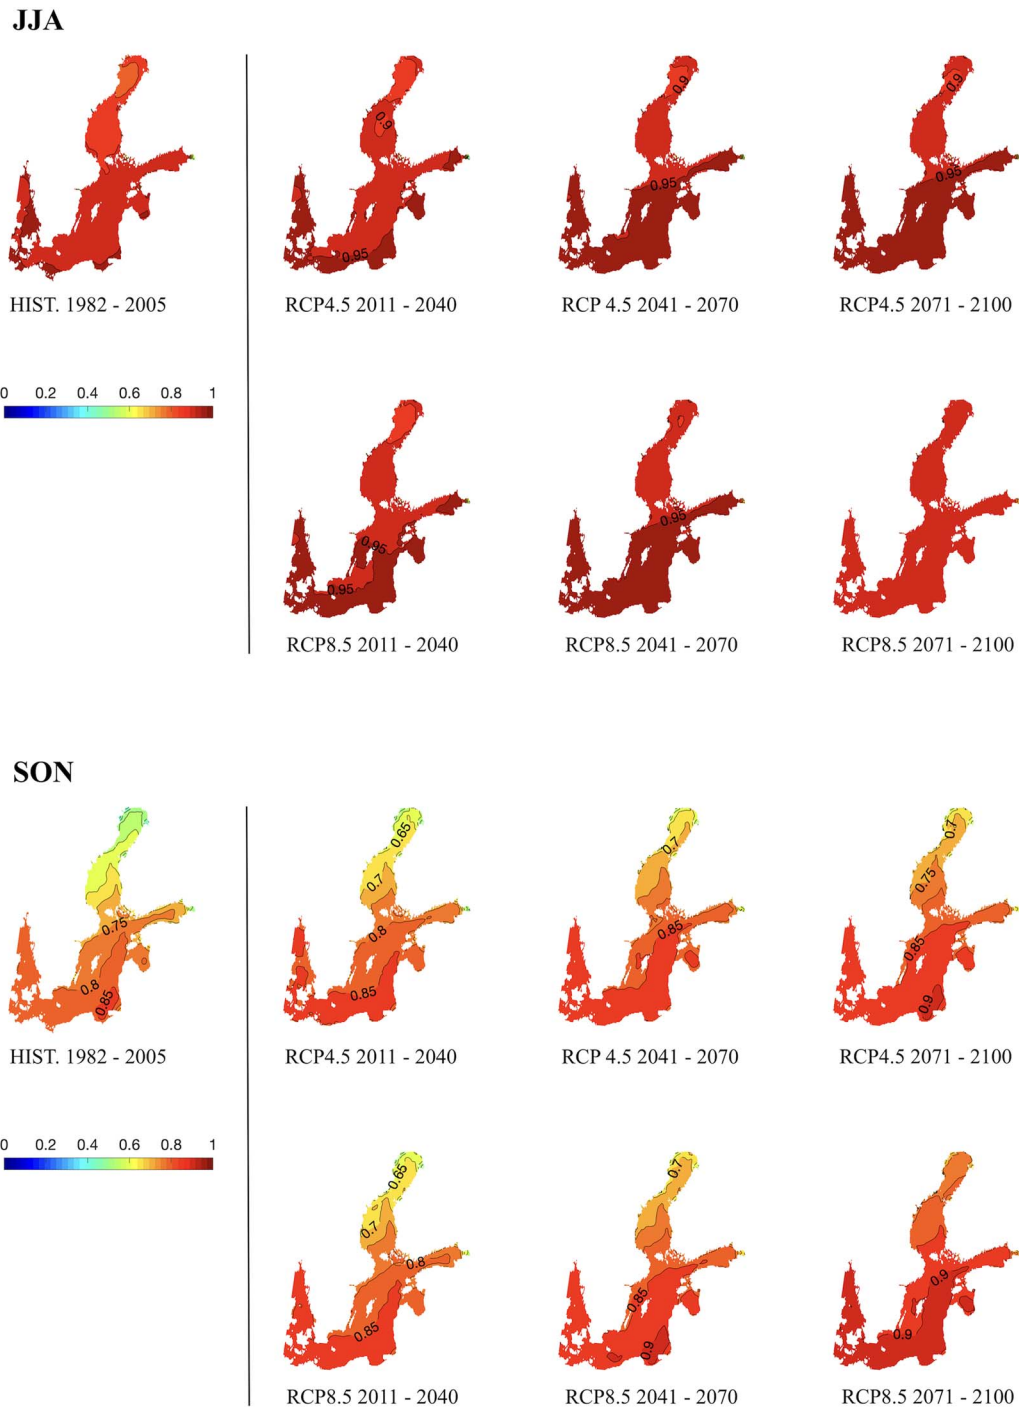 JJA
0.9
0.9
0.9
0.95
0.95
0.95
HIST. 1982 - 2005
RCP4.5 2011 - 2040
RCP 4.5 2041 - 2070
RCP4.5 2071 - 2100
0 0.2 0.4 0.6 0.8 1
0.95
0.95
0.95
RCP8.5 2011 - 2040
RCP8.5 2041 - 2070
RCP8.5 2071 - 2100
SON
0.65
0.7
0.7
0.7
0.75
0.75
0.8
0.85
0.85
0.8
0.85
0.85
0.9
HIST. 1982 - 2005
RCP4.5 2011 - 2040
RCP 4.5 2041 - 2070
RCP4.5 2071 - 2100
0 0.2 0.4 0.6 0.8 1
0.65
0.7
0.7
0.8
0.9
0.85
0.85
0.9
0.9
RCP8.5 2011 - 2040
RCP8.5 2041 - 2070
RCP8.5 2071 - 2100